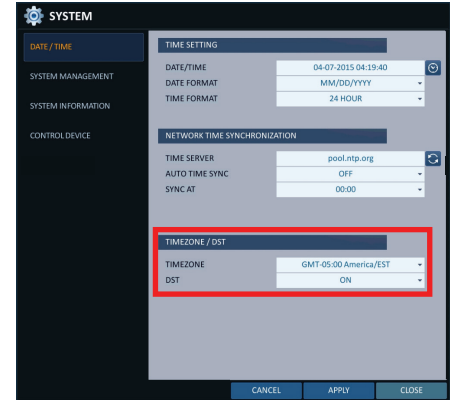 SYSTEM
DATE / TIME
SYSTEM MANAGEMENT
SYSTEM INFORMATION
CONTROL DEVICE
TIME SETTING
DATE/TIME 04-07-2015 04:19:40
DATE FORMAT MM/DD/YYYY
TIME FORMAT 24 HOUR
NETWORK TIME SYNCHRONIZATION
TIME SERVER pool.ntp.org
AUTO TIME SYNC OFF
SYNC AT 00:00
TIMEZONE / DST
TIMEZONE GMT-05:00 America/EST
DST ON
CANCEL APPLY CLOSE